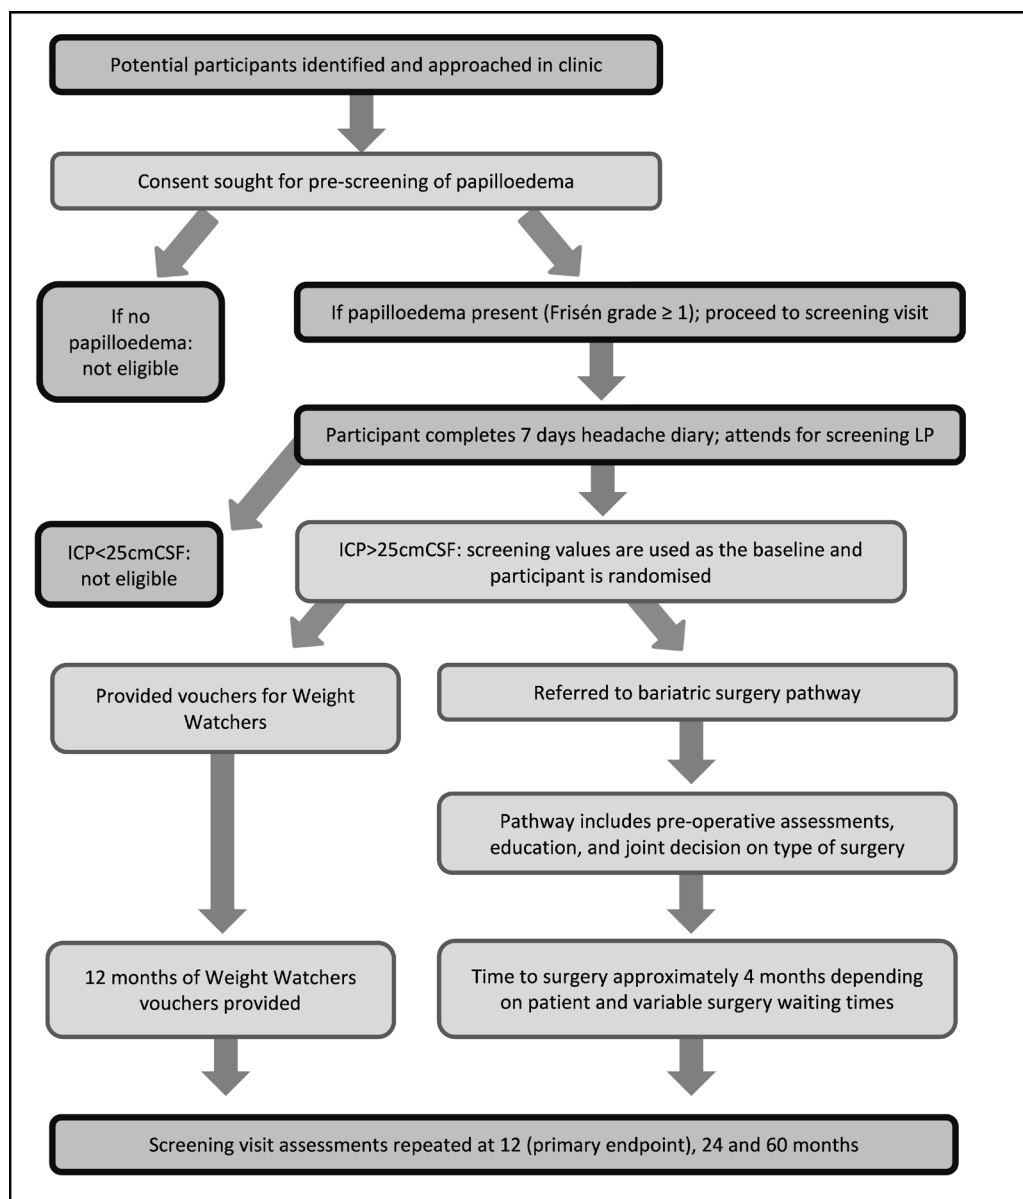 Potential participants identified and approached in clinic
Consent sought for pre-screening of papilloedema
If no
papilloedema:
not eligible
If papilloedema present (Frisén grade ≥ 1); proceed to screening visit
Participant completes 7 days headache diary; attends for screening LP
ICP<25cmCSF:
not eligible
ICP>25cmCSF: screening values are used as the baseline and
participant is randomised
Provided vouchers for Weight
Watchers
Referred to bariatric surgery pathway
Pathway includes pre-operative assessments,
education, and joint decision on type of surgery
12 months of Weight Watchers
vouchers provided
Time to surgery approximately 4 months depending
on patient and variable surgery waiting times
Screening visit assessments repeated at 12 (primary endpoint), 24 and 60 months